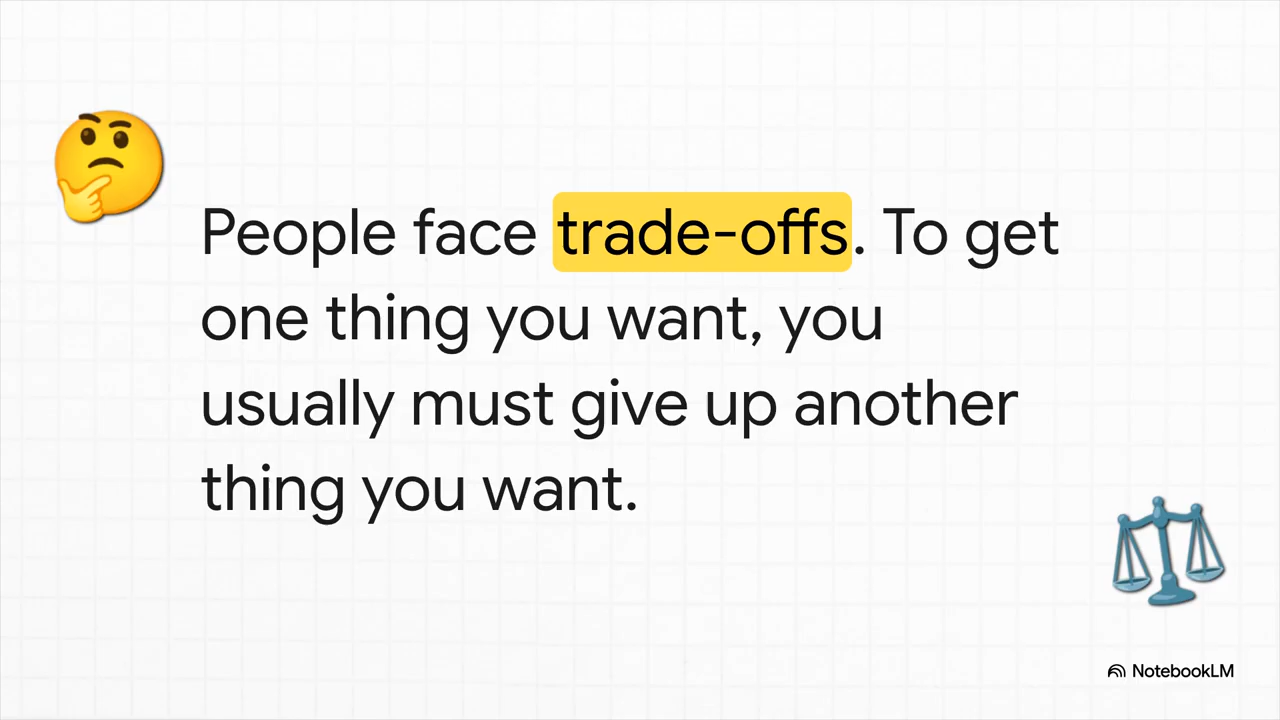 People face trade-offs. To get
one thing you want, you
usually must give up another
thing you want.
NotebookLM